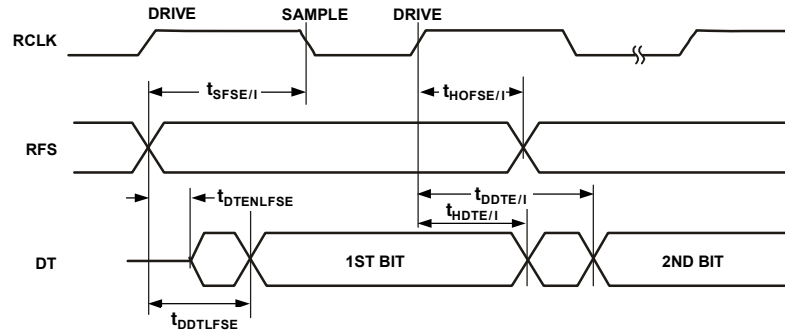 DRIVE SAMPLE DRIVE
RCLK
tSFSE/I
tHOFSE/I
RFS
tDDTE/I
tDTENLFSE
tHDTE/I
DT
1ST BIT
2ND BIT
tDDTLFSE